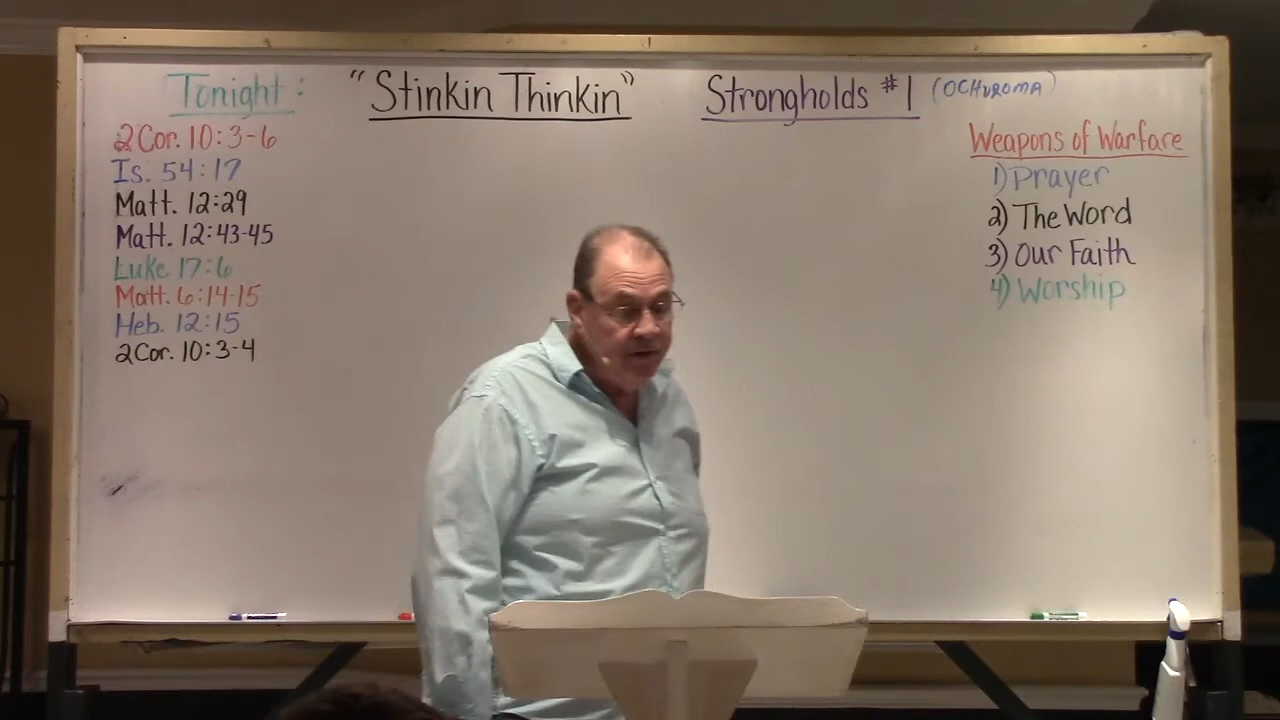 Tonight: "Stinkin Thinkin" Strongholds #1 (OCHUROMA)
2Cor. 10:3-6
Is. 54:17
Matt. 12:29
Matt. 12:43-45
Luke 17:6
Matt. 6:14-15
Heb. 12:15
2Cor. 10:3-4
Weapons of Warfare
1) Prayer
2) The Word
3) Our Faith
4) Worship